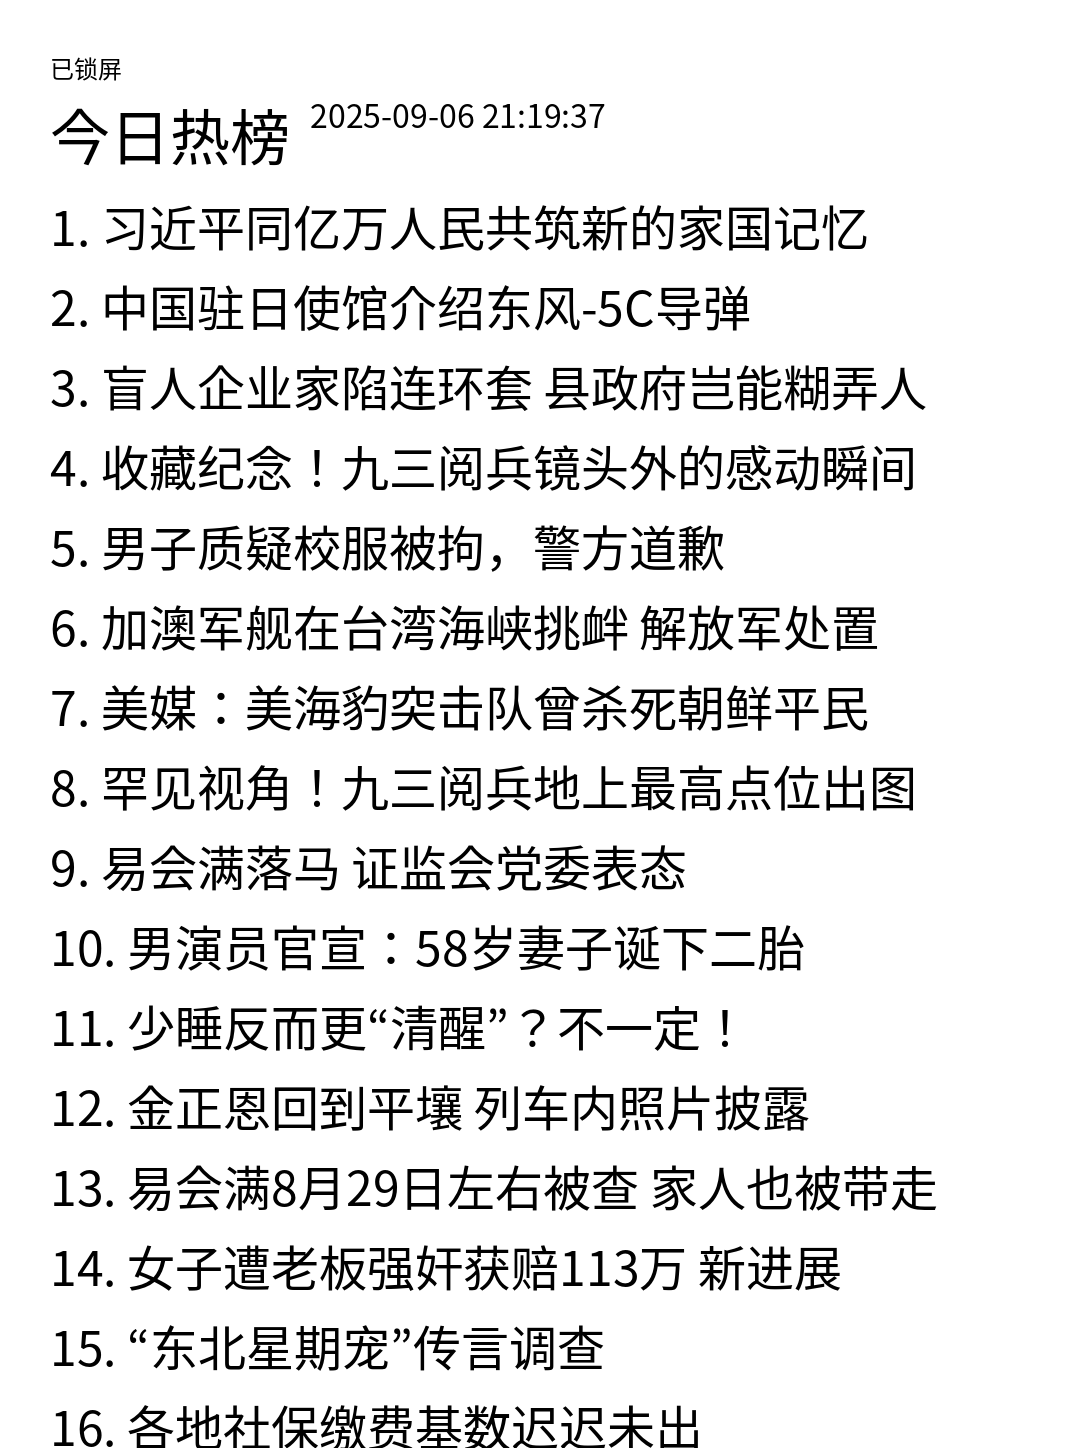 已锁屏
今日热榜 2025-09-06 21:19:37
1. 习近平同亿万人民共筑新的家国记忆
2. 中国驻日使馆介绍东风-5C导弹
3. 盲人企业家陷连环套 县政府岂能糊弄人
4. 收藏纪念！九三阅兵镜头外的感动瞬间
5. 男子质疑校服被拘，警方道歉
6. 加澳军舰在台湾海峡挑衅 解放军处置
7. 美媒：美海豹突击队曾杀死朝鲜平民
8. 罕见视角！九三阅兵地上最高点位出图
9. 易会满落马 证监会党委表态
10. 男演员官宣：58岁妻子诞下二胎
11. 少睡反而更“清醒”？不一定！
12. 金正恩回到平壤 列车内照片披露
13. 易会满8月29日左右被查 家人也被带走
14. 女子遭老板强奸获赔113万 新进展
15. “东北星期宠”传言调查
16. 各地社保缴费基数迟迟未出